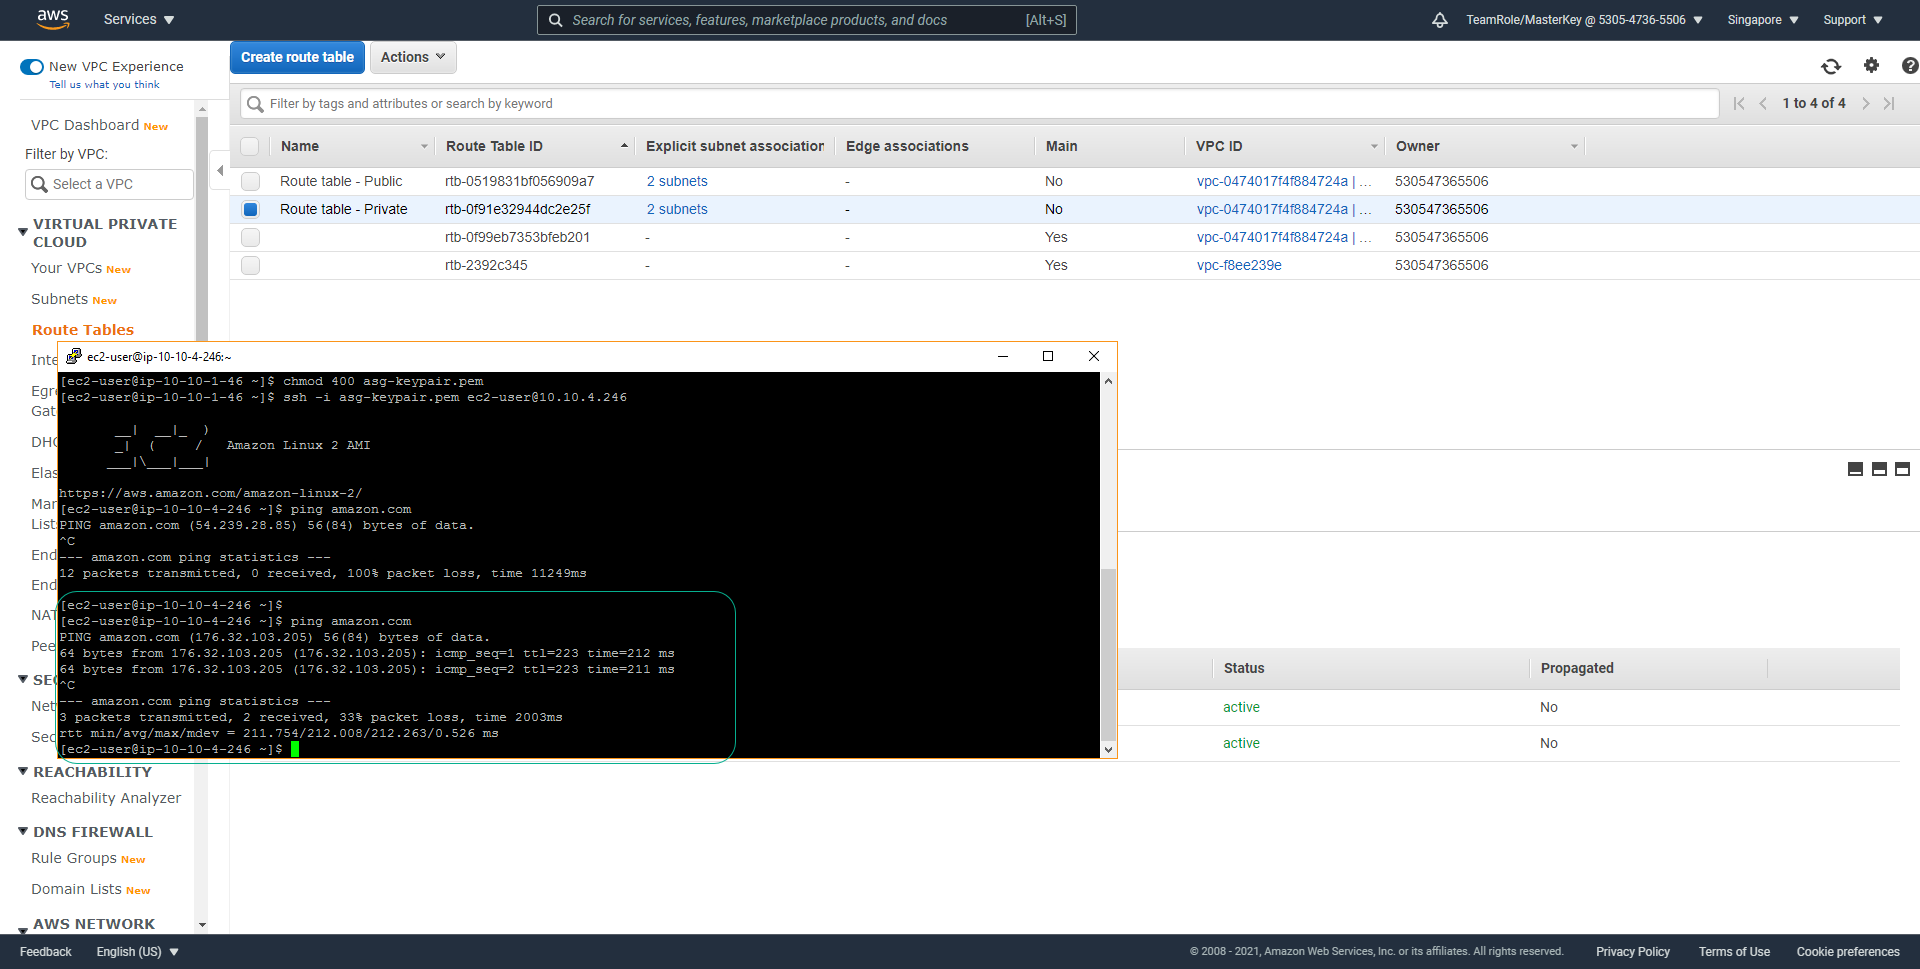 aws
Services
Search for services, features, marketplace products, and docs
[Alt+S]
TeamRole/MasterKey @ 5305-4736-5506
Singapore
Support
New VPC Experience
Tell us what you think
Create route table
Actions
Filter by tags and attributes or search by keyword
1 to 4 of 4
VPC Dashboard New
Filter by VPC:
Select a VPC
VIRTUAL PRIVATE
CLOUD
Your VPCs New
Subnets New
Route Tables
Name Route Table ID Explicit subnet association Edge associations Main VPC ID Owner
Route table - Public rtb-0519831bf056909a7 2 subnets - No vpc-0474017f4f884724a | ... 530547365506
Route table - Private rtb-0f91e32944dc2e25f 2 subnets - No vpc-0474017f4f884724a | ... 530547365506
rtb-0f99eb7353bfeb201 - - Yes vpc-0474017f4f884724a | ... 530547365506
rtb-2392c345 - - Yes vpc-f8ee239e 530547365506
Inte
Egre
Gat
DHC
Elas
Mar
List
End
End
NAT
Pee
SEC
Net
Sec
ec2-user@ip-10-10-4-246:~
[ec2-user@ip-10-10-1-46 ~]$ chmod 400 asg-keypair.pem
[ec2-user@ip-10-10-1-46 ~]$ ssh -i asg-keypair.pem ec2-user@10.10.4.246
__|  __|_  )
_|  (     /   Amazon Linux 2 AMI
___|\___|___|
https://aws.amazon.com/amazon-linux-2/
[ec2-user@ip-10-10-4-246 ~]$ ping amazon.com
PING amazon.com (54.239.28.85) 56(84) bytes of data.
^C
--- amazon.com ping statistics ---
12 packets transmitted, 0 received, 100% packet loss, time 11249ms
[ec2-user@ip-10-10-4-246 ~]$
[ec2-user@ip-10-10-4-246 ~]$ ping amazon.com
PING amazon.com (176.32.103.205) 56(84) bytes of data.
64 bytes from 176.32.103.205 (176.32.103.205): icmp_seq=1 ttl=223 time=212 ms
64 bytes from 176.32.103.205 (176.32.103.205): icmp_seq=2 ttl=223 time=211 ms
^C
--- amazon.com ping statistics ---
3 packets transmitted, 2 received, 33% packet loss, time 2003ms
rtt min/avg/max/mdev = 211.754/212.008/212.263/0.526 ms
[ec2-user@ip-10-10-4-246 ~]$
Status Propagated
active No
active No
REACHABILITY
Reachability Analyzer
DNS FIREWALL
Rule Groups New
Domain Lists New
AWS NETWORK
Feedback
English (US)
© 2008 - 2021, Amazon Web Services, Inc. or its affiliates. All rights reserved.
Privacy Policy
Terms of Use
Cookie preferences